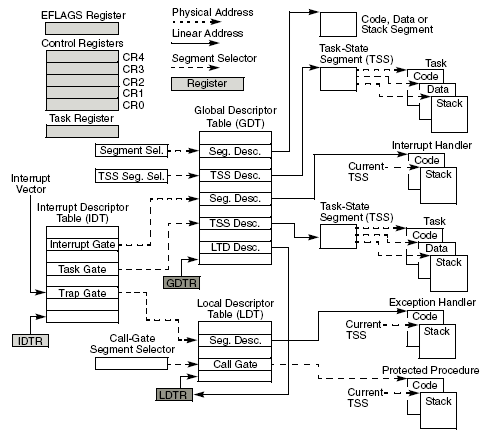 EFLAGS Register
Control Registers
CR4
CR3
CR2
CR1
CR0
Task Register
Physical Address
Linear Address
Segment Selector
Register
Code, Data or
Stack Segment
Task-State
Segment (TSS)
Task
Code
Data
Stack
Global Descriptor
Table (GDT)
Segment Sel.
Seg. Desc.
TSS Seg. Sel.
TSS Desc.
Interrupt Handler
Code
Current
TSS
Stack
Seg. Desc.
Interrupt
Vector
Interrupt Descriptor
Table (IDT)
TSS Desc.
Task-State
Segment (TSS)
Task
Code
Data
Stack
Interrupt Gate
LTD Desc.
Task Gate
GDTR
Trap Gate
Local Descriptor
Table (LDT)
Exception Handler
Code
Current
TSS
Stack
IDTR
Call-Gate
Segment Selector
Seg. Desc.
Call Gate
Protected Procedure
Code
Current
TSS
Stack
LDTR